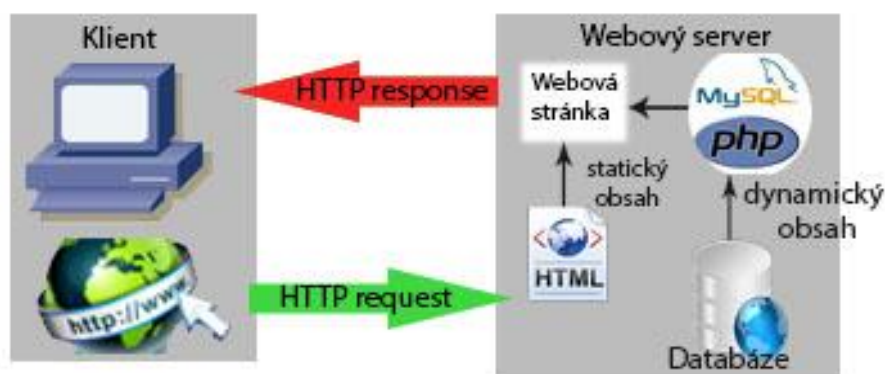 Klient
http://www.
HTTP response
HTTP request
Webový server
Webová
stránka
MySQL
php
statický
obsah
<>
HTML
dynamický
obsah
Databáze